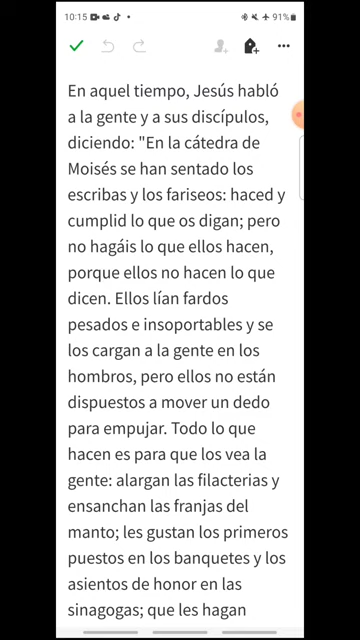 10:15
91%
En aquel tiempo, Jesús habló
a la gente y a sus discípulos,
diciendo: "En la cátedra de
Moisés se han sentado los
escribas y los fariseos: haced y
cumplid lo que os digan; pero
no hagáis lo que ellos hacen,
porque ellos no hacen lo que
dicen. Ellos lían fardos
pesados e insoportables y se
los cargan a la gente en los
hombros, pero ellos no están
dispuestos a mover un dedo
para empujar. Todo lo que
hacen es para que los vea la
gente: alargan las filacterias y
ensanchan las franjas del
manto; les gustan los primeros
puestos en los banquetes y los
asientos de honor en las
sinagogas; que les hagan